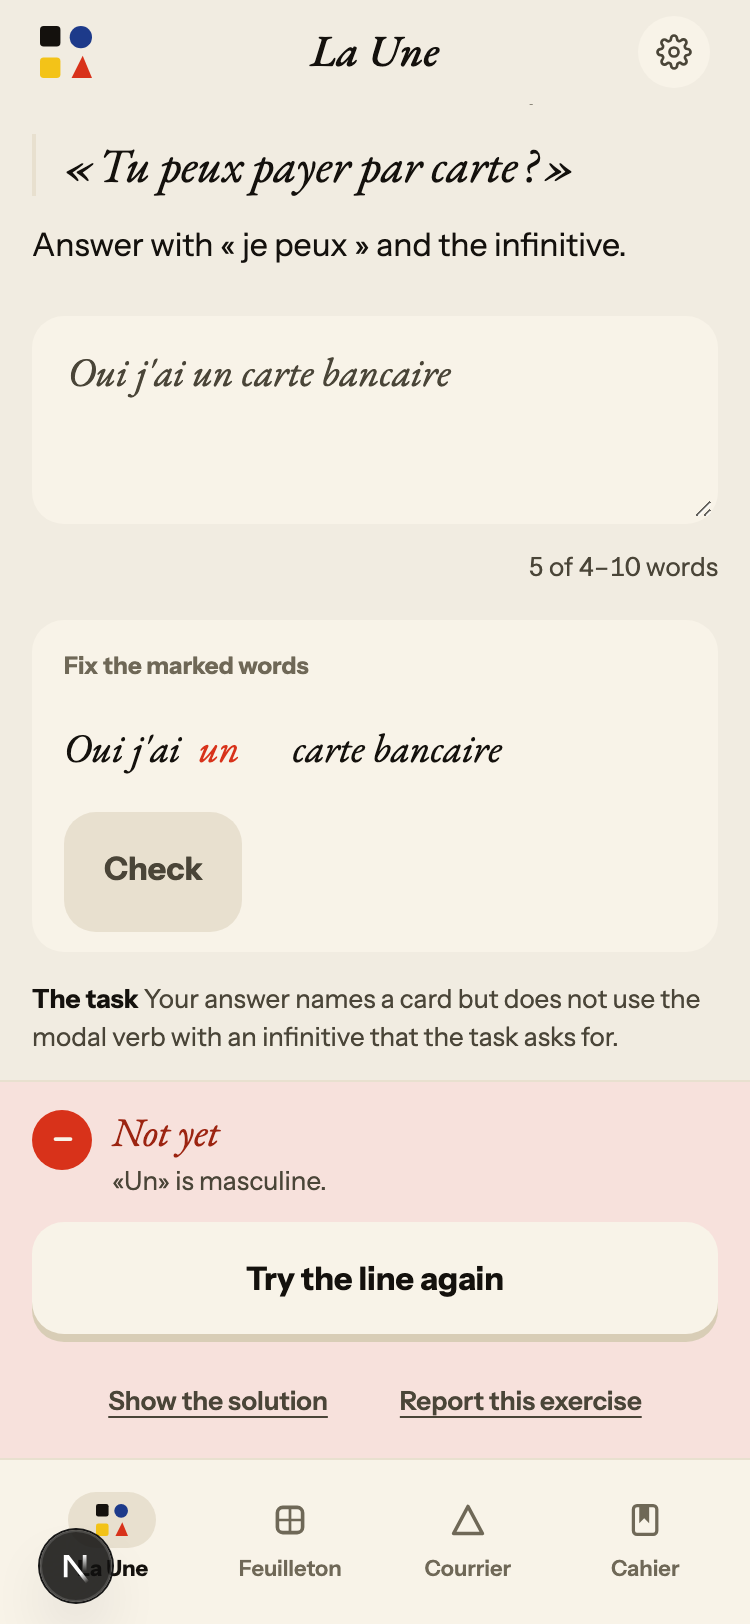 La Une
« Tu peux payer par carte ? »
Answer with « je peux » and the infinitive.
Oui j'ai un carte bancaire
5 of 4–10 words
Fix the marked words
Oui j'ai un carte bancaire
Check
The task Your answer names a card but does not use the
modal verb with an infinitive that the task asks for.
Not yet
«Un» is masculine.
Try the line again
Show the solution Report this exercise
N
La Une Feuilleton Courrier Cahier